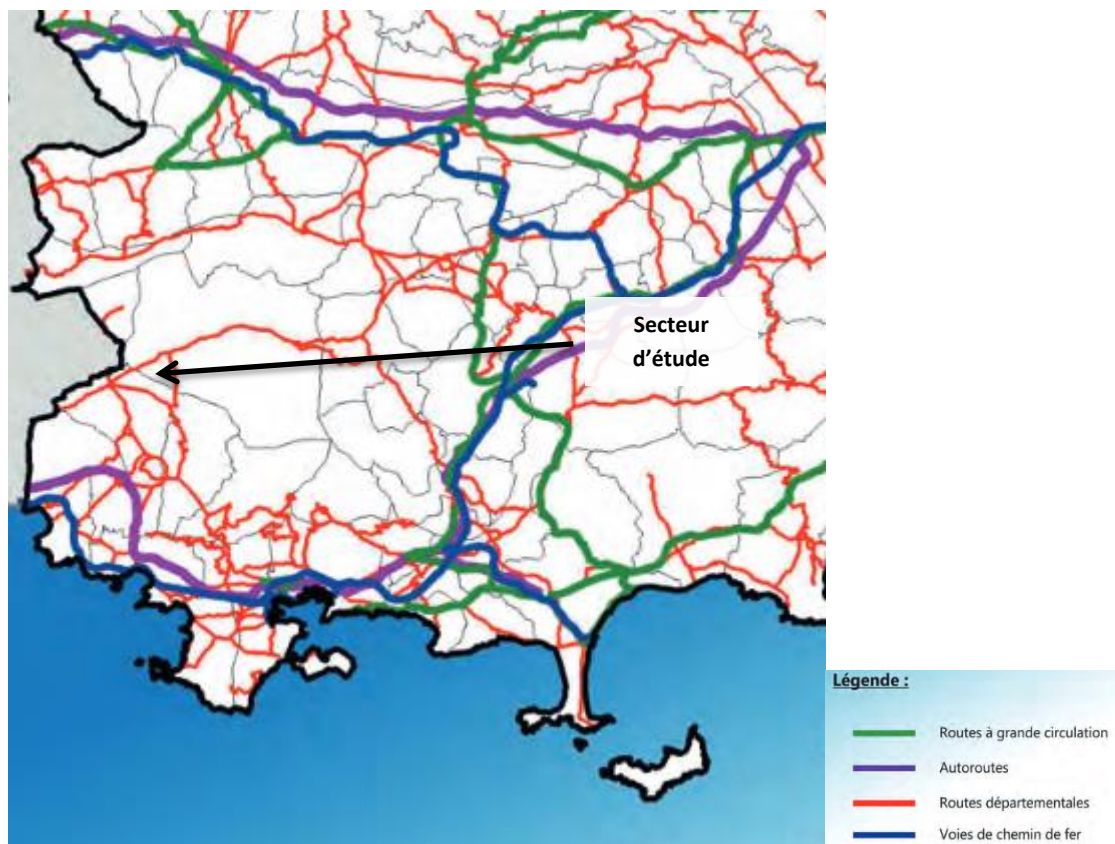 Secteur
d’étude
Légende :
Routes à grande circulation
Autoroutes
Routes départementales
Voies de chemin de fer